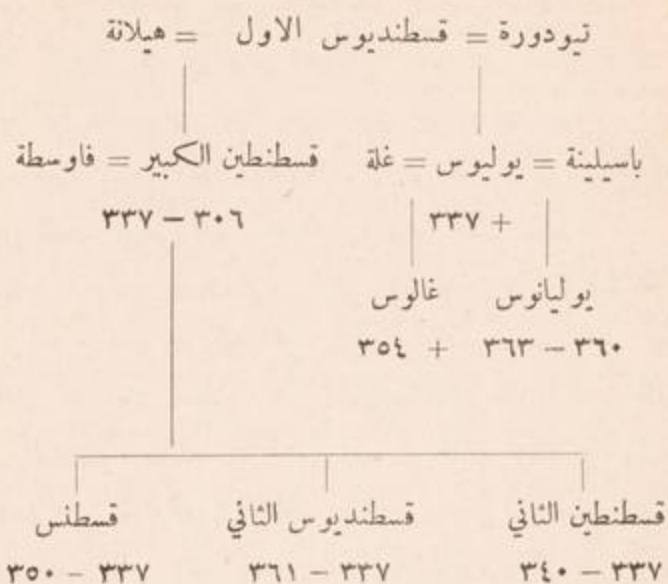 تيودورة = قسطنديوس الاول = هيلانة
باسيلينة = يوليوس = غلة
قسطنطين الكبير = فاوسطة
+ ٣٣٧
٣٠٦ – ٣٣٧
يوليانوس
غالوس
٣٦٠ – ٣٦٣
+ ٣٥٤
قسطنطين الثاني
قسطنديوس الثاني
قسطنس
٣٣٧ – ٣٤٠
٣٣٧ – ٣٦١
٣٣٧ – ٣٥٠